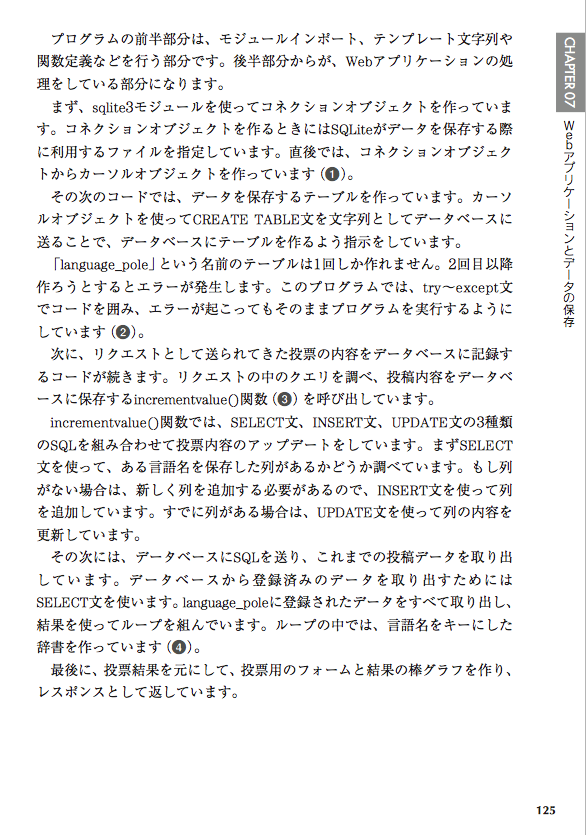 プログラムの前半部分は、モジュールインポート、テンプレート文字列や
関数定義などを行う部分です。後半部分からが、Webアプリケーションの処
理をしている部分になります。
まず、sqlite3モジュールを使ってコネクションオブジェクトを作っていま
す。コネクションオブジェクトを作るときにはSQLiteがデータを保存する際
に利用するファイルを指定しています。直後では、コネクションオブジェク
トからカーソルオブジェクトを作っています（❶）。
その次のコードでは、データを保存するテーブルを作っています。カーソ
ルオブジェクトを使ってCREATE TABLE文を文字列としてデータベースに
送ることで、データベースにテーブルを作るよう指示をしています。
「language_pole」という名前のテーブルは1回しか作れません。2回目以降
作ろうとするとエラーが発生します。このプログラムでは、try〜except文
でコードを囲み、エラーが起こってもそのままプログラムを実行するように
しています（❷）。
次に、リクエストとして送られてきた投票の内容をデータベースに記録す
るコードが続きます。リクエストの中のクエリを調べ、投稿内容をデータベ
ースに保存するincrementvalue()関数（❸）を呼び出しています。
incrementvalue()関数では、SELECT文、INSERT文、UPDATE文の3種類
のSQLを組み合わせて投票内容のアップデートをしています。まずSELECT
文を使って、ある言語名を保存した列があるかどうか調べています。もし列
がない場合は、新しく列を追加する必要があるので、INSERT文を使って列
を追加しています。すでに列がある場合は、UPDATE文を使って列の内容を
更新しています。
その次には、データベースにSQLを送り、これまでの投稿データを取り出
しています。データベースから登録済みのデータを取り出すためには
SELECT文を使います。language_poleに登録されたデータをすべて取り出し、
結果を使ってループを組んでいます。ループの中では、言語名をキーにした
辞書を作っています（❹）。
最後に、投票結果を元にして、投票用のフォームと結果の棒グラフを作り、
レスポンスとして返しています。
CHAPTER 07
Webアプリケーションとデータの保存
125